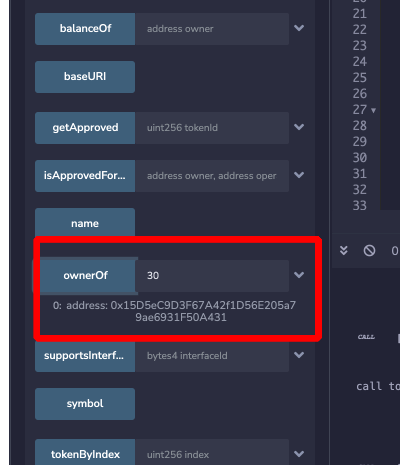 balanceOf address owner
baseURI
getApproved uint256 tokenId
isApprovedFor... address owner, address oper
name
ownerOf 30
0: address: 0x15D5eC9D3F67A42f1D56E205a7
9ae6931F50A431
supportsInterf... bytes4 interfaceId
symbol
tokenByIndex uint256 index
21
22
23
24
25
26
27
28
29
30
31
32
33
0
CALL
call to